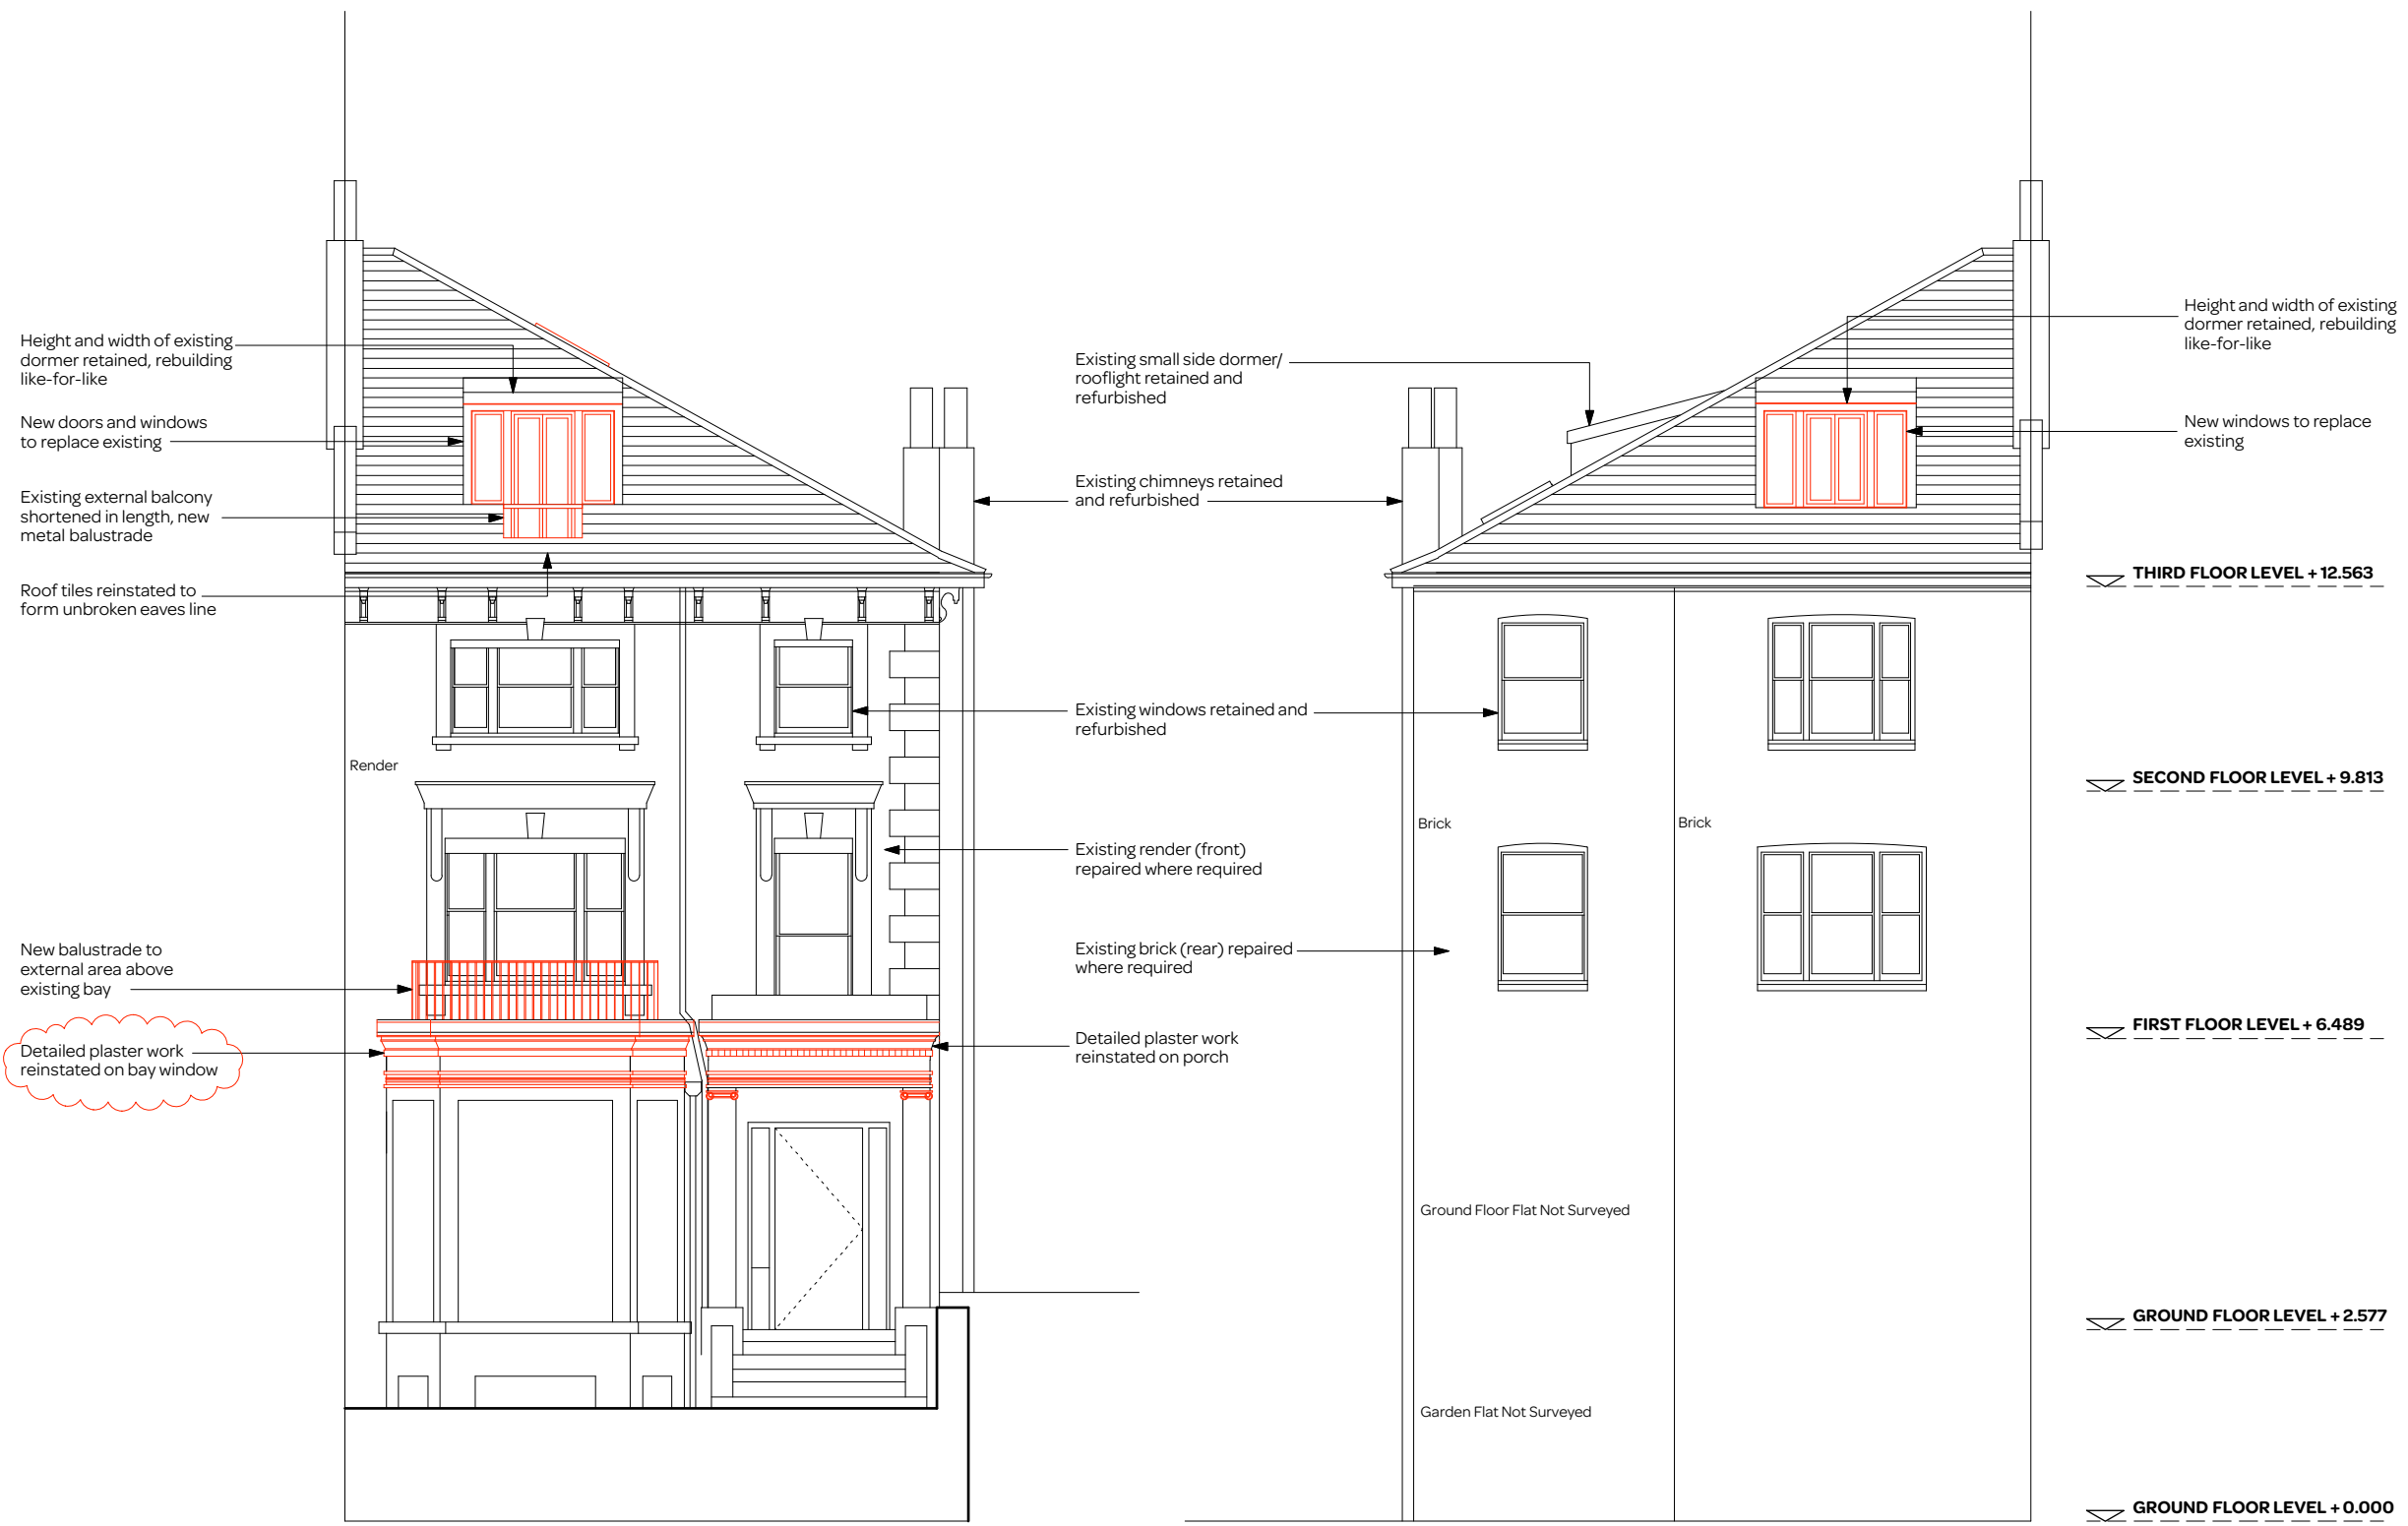 Height and width of existing
dormer retained, rebuilding
like-for-like
New doors and windows
to replace existing
Existing external balcony
shortened in length, new
metal balustrade
Roof tiles reinstated to
form unbroken eaves line
Render
New balustrade to
external area above
existing bay
Detailed plaster work
reinstated on bay window
Existing small side dormer/
rooflight retained and
refurbished
Existing chimneys retained
and refurbished
Existing windows retained and
refurbished
Existing render (front)
repaired where required
Existing brick (rear) repaired
where required
Detailed plaster work
reinstated on porch
Brick
Brick
Ground Floor Flat Not Surveyed
Garden Flat Not Surveyed
Height and width of existing
dormer retained, rebuilding
like-for-like
New windows to replace
existing
THIRD FLOOR LEVEL + 12.563
SECOND FLOOR LEVEL + 9.813
FIRST FLOOR LEVEL + 6.489
GROUND FLOOR LEVEL + 2.577
GROUND FLOOR LEVEL + 0.000